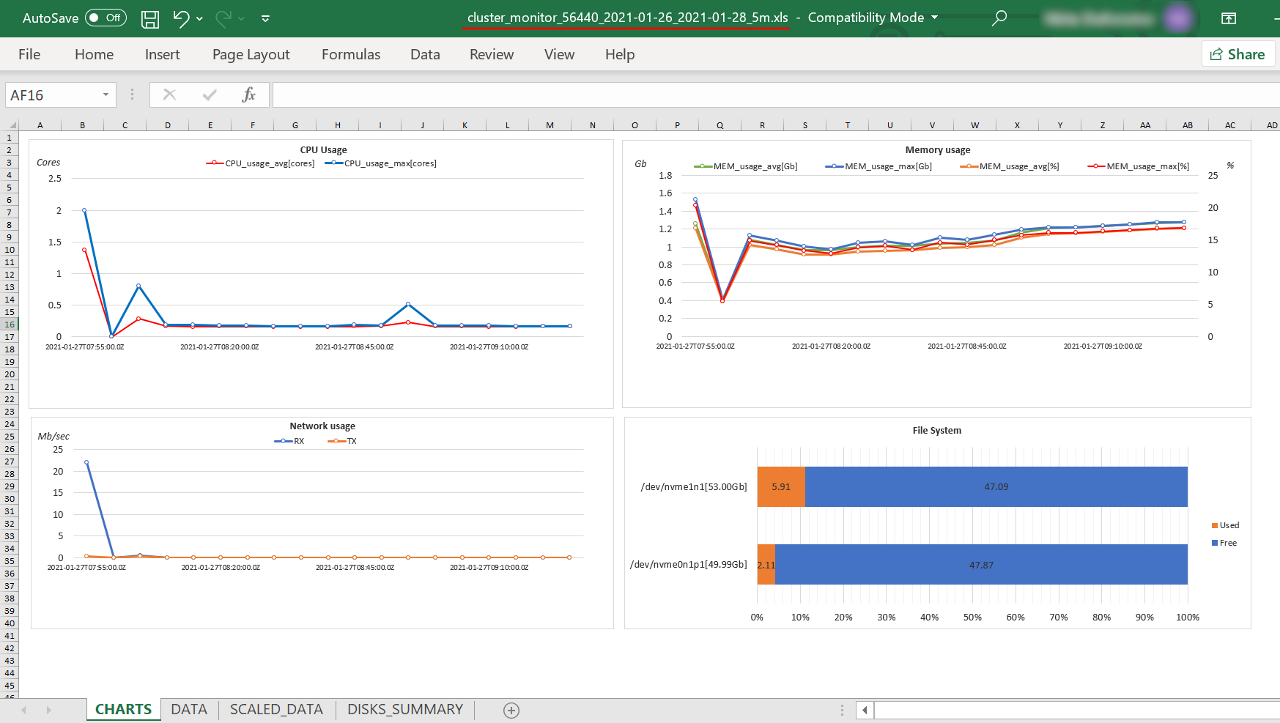 AutoSave Off cluster_monitor_56440_2021-01-26_2021-01-28_5m.xls - Compatibility Mode
File Home Insert Page Layout Formulas Data Review View Help Share
AF16 fx
A B C D E F G H I J K L M N O P Q R S T U V W X Y Z AA AB AC AD
1
2
3
4
5
6
7
8
9
10
11
12
13
14
15
16
17
18
19
20
21
22
23
24
25
26
27
28
29
30
31
32
33
34
35
36
37
38
39
40
41
42
43
44
45
46
CPU Usage
Cores
CPU_usage_avg[cores] CPU_usage_max[cores]
2.5
2
1.5
1
0.5
0
2021-01-27T07:55:00.0Z 2021-01-27T08:20:00.0Z 2021-01-27T08:45:00.0Z 2021-01-27T09:10:00.0Z
Memory usage
Gb %
MEM_usage_avg[Gb] MEM_usage_max[Gb] MEM_usage_avg[%] MEM_usage_max[%]
1.8 25
1.6
1.4 20
1.2
1 15
0.8
0.6 10
0.4 5
0.2
0 0
2021-01-27T07:55:00.0Z 2021-01-27T08:20:00.0Z 2021-01-27T08:45:00.0Z 2021-01-27T09:10:00.0Z
Network usage
Mb/sec
RX TX
25
20
15
10
5
0
2021-01-27T07:55:00.0Z 2021-01-27T08:20:00.0Z 2021-01-27T08:45:00.0Z 2021-01-27T09:10:00.0Z
File System
/dev/nvme1n1[53.00Gb] 5.91 47.09
Used
Free
/dev/nvme0n1p1[49.99Gb] 2.11 47.87
0% 10% 20% 30% 40% 50% 60% 70% 80% 90% 100%
CHARTS DATA SCALED_DATA DISKS_SUMMARY